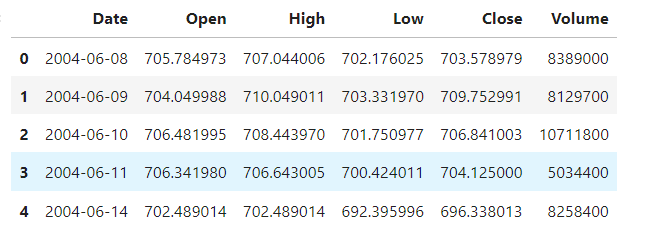 Date Open High Low Close Volume
0 2004-06-08 705.784973 707.044006 702.176025 703.578979 8389000
1 2004-06-09 704.049988 710.049011 703.331970 709.752991 8129700
2 2004-06-10 706.481995 708.443970 701.750977 706.841003 10711800
3 2004-06-11 706.341980 706.643005 700.424011 704.125000 5034400
4 2004-06-14 702.489014 702.489014 692.395996 696.338013 8258400